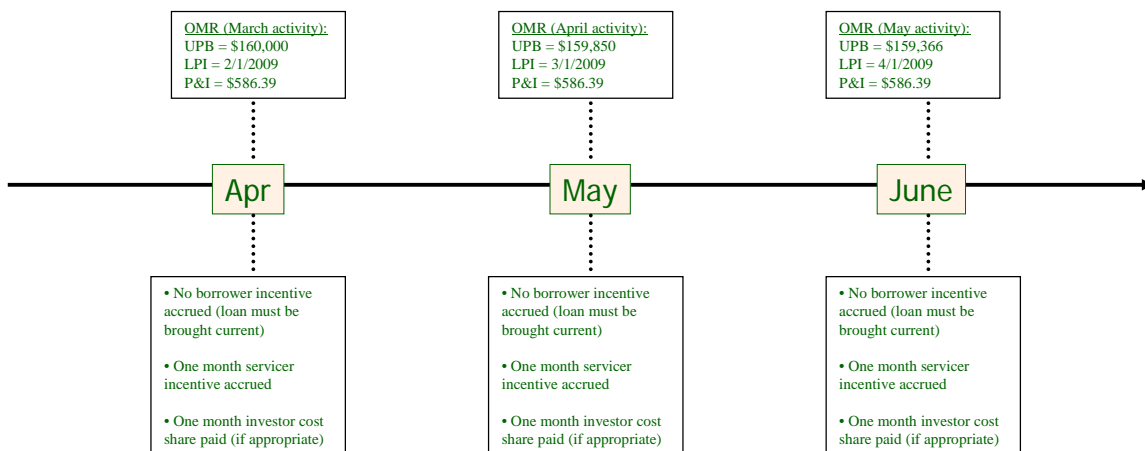 OMR (March activity):
UPB = $160,000
LPI = 2/1/2009
P&I = $586.39
OMR (April activity):
UPB = $159,850
LPI = 3/1/2009
P&I = $586.39
OMR (May activity):
UPB = $159,366
LPI = 4/1/2009
P&I = $586.39
Apr
May
June
• No borrower incentive
accrued (loan must be
brought current)
• One month servicer
incentive accrued
• One month investor cost
share paid (if appropriate)
• No borrower incentive
accrued (loan must be
brought current)
• One month servicer
incentive accrued
• One month investor cost
share paid (if appropriate)
• No borrower incentive
accrued (loan must be
brought current)
• One month servicer
incentive accrued
• One month investor cost
share paid (if appropriate)